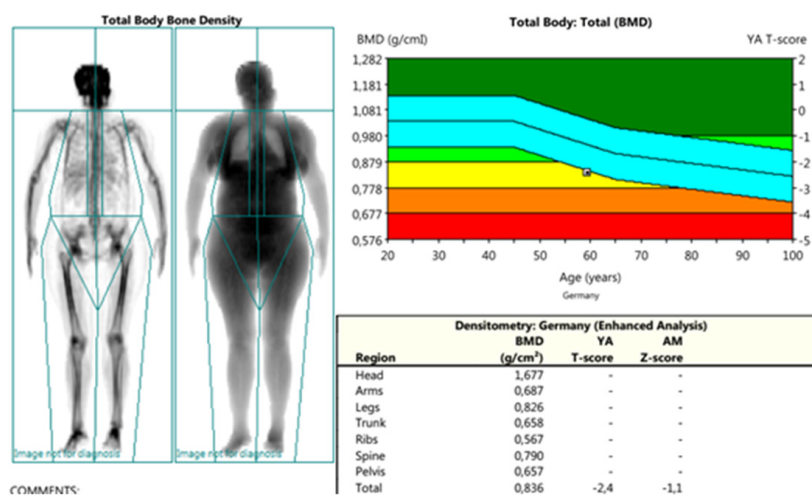 Total Body Bone Density
Image not for diagnosis
Image not for diagnosis
COMMENTS:
Total Body: Total (BMD)
BMD (g/cml) YA T-score
1,282 2
1,181 1
1,081 0
0,980 -1
0,879 -2
0,778 -3
0,677 -4
0,576 -5
20 30 40 50 60 70 80 90 100
Age (years)
Germany
Densitometry: Germany (Enhanced Analysis)
BMD YA AM
Region (g/cm²) T-score Z-score
Head 1,677 - -
Arms 0,687 - -
Legs 0,826 - -
Trunk 0,658 - -
Ribs 0,567 - -
Spine 0,790 - -
Pelvis 0,657 - -
Total 0,836 -2,4 -1,1